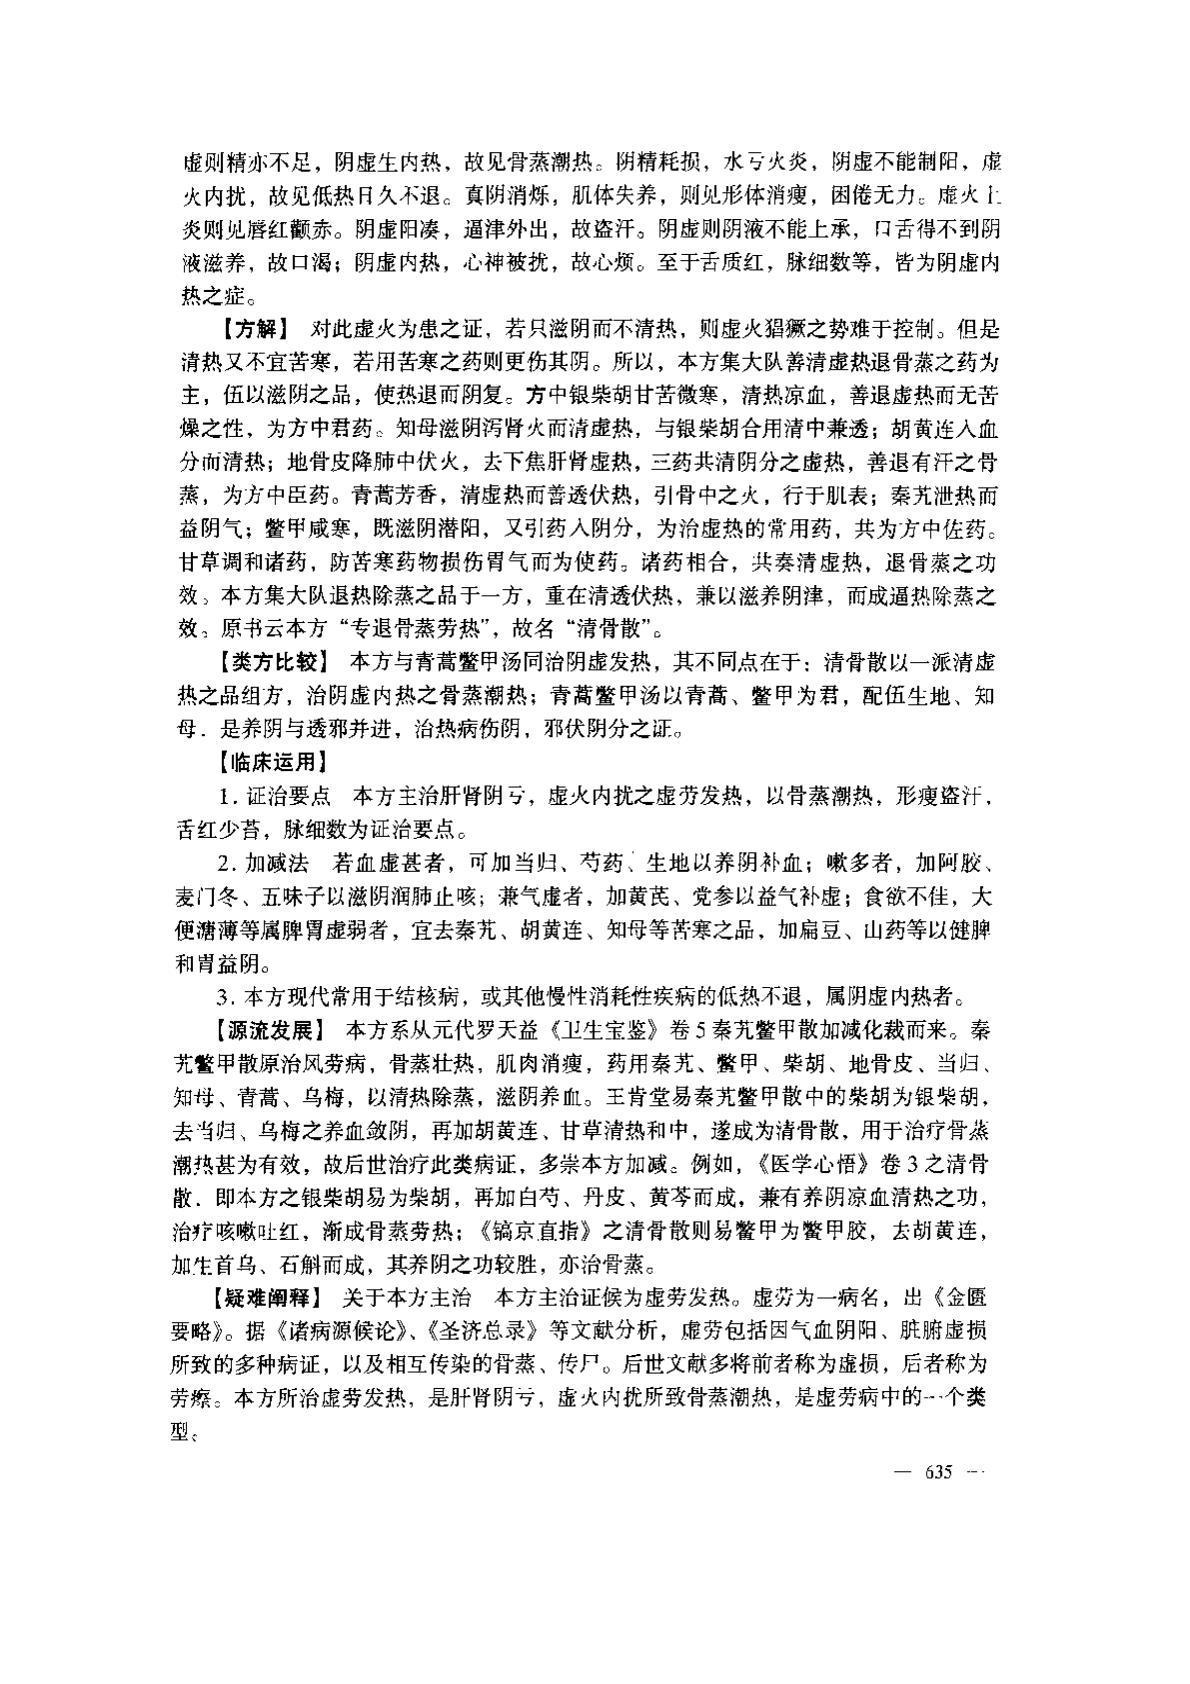 虚则精亦不足，阴虚生内热，故见骨蒸潮热。阴精耗损，水亏火炎，阴虚不能制阳，虚
火内扰，故见低热日久不退。真阴消烁，肌体失养，则见形体消瘦，困倦无力。虚火上
炎则见唇红颧赤。阴虚阳凑，逼津外出，故盗汗。阴虚则阴液不能上承，口舌得不到阴
液滋养，故口渴；阴虚内热，心神被扰，故心烦。至于舌质红，脉细数等，皆为阴虚内
热之症。
【方解】 对此虚火为患之证，若只滋阴而不清热，则虚火猖獗之势难于控制。但是
清热又不宜苦寒，若用苦寒之药则更伤其阴。所以，本方集大队善清虚热退骨蒸之药为
主，伍以滋阴之品，使热退而阴复。方中银柴胡甘苦微寒，清热凉血，善退虚热而无苦
燥之性，为方中君药。知母滋阴泻肾火而清虚热，与银柴胡合用清中兼透；胡黄连入血
分而清热；地骨皮降肺中伏火，去下焦肝肾虚热，三药共清阴分之虚热，善退有汗之骨
蒸，为方中臣药。青蒿芳香，清虚热而善透伏热，引骨中之火，行于肌表；秦艽泄热而
益阴气；鳖甲咸寒，既滋阴潜阳，又引药入阴分，为治虚热的常用药，共为方中佐药。
甘草调和诸药，防苦寒药物损伤胃气而为使药。诸药相合，共奏清虚热，退骨蒸之功
效。本方集大队退热除蒸之品于一方，重在清透伏热，兼以滋养阴津，而成逼热除蒸之
效。原书云本方“专退骨蒸劳热”，故名“清骨散”。
【类方比较】 本方与青蒿鳖甲汤同治阴虚发热，其不同点在于：清骨散以一派清虚
热之品组方，治阴虚内热之骨蒸潮热；青蒿鳖甲汤以青蒿、鳖甲为君，配伍生地、知
母，是养阴与透邪并进，治热病伤阴，邪伏阴分之证。
【临床运用】
1. 证治要点 本方主治肝肾阴亏，虚火内扰之虚劳发热，以骨蒸潮热，形瘦盗汗，
舌红少苔，脉细数为证治要点。
2. 加减法 若血虚甚者，可加当归、芍药、生地以养阴补血；嗽多者，加阿胶、
麦门冬、五味子以滋阴润肺止咳；兼气虚者，加黄芪、党参以益气补虚；食欲不佳，大
便溏薄等属脾胃虚弱者，宜去秦艽、胡黄连、知母等苦寒之品，加扁豆、山药等以健脾
和胃益阴。
3. 本方现代常用于结核病，或其他慢性消耗性疾病的低热不退，属阴虚内热者。
【源流发展】 本方系从元代罗天益《卫生宝鉴》卷 5 秦艽鳖甲散加减化裁而来。秦
艽鳖甲散原治风劳病，骨蒸壮热，肌肉消瘦，药用秦艽、鳖甲、柴胡、地骨皮、当归、
知母、青蒿、乌梅，以清热除蒸，滋阴养血。王肯堂易秦艽鳖甲散中的柴胡为银柴胡，
去当归、乌梅之养血敛阴，再加胡黄连、甘草清热和中，遂成为清骨散，用于治疗骨蒸
潮热甚为有效，故后世治疗此类病证，多崇本方加减。例如，《医学心悟》卷 3 之清骨
散，即本方之银柴胡易为柴胡，再加白芍、丹皮、黄芩而成，兼有养阴凉血清热之功，
治疗咳嗽吐红，渐成骨蒸劳热；《镐京直指》之清骨散则易鳖甲为鳖甲胶，去胡黄连，
加生首乌、石斛而成，其养阴之功较胜，亦治骨蒸。
【疑难阐释】 关于本方主治 本方主治证候为虚劳发热。虚劳为一病名，出《金匮
要略》。据《诸病源候论》、《圣济总录》等文献分析，虚劳包括因气血阴阳、脏腑虚损
所致的多种病证，以及相互传染的骨蒸、传尸。后世文献多将前者称为虚损，后者称为
劳瘵。本方所治虚劳发热，是肝肾阴亏，虚火内扰所致骨蒸潮热，是虚劳病中的一个类
型。
— 635 —